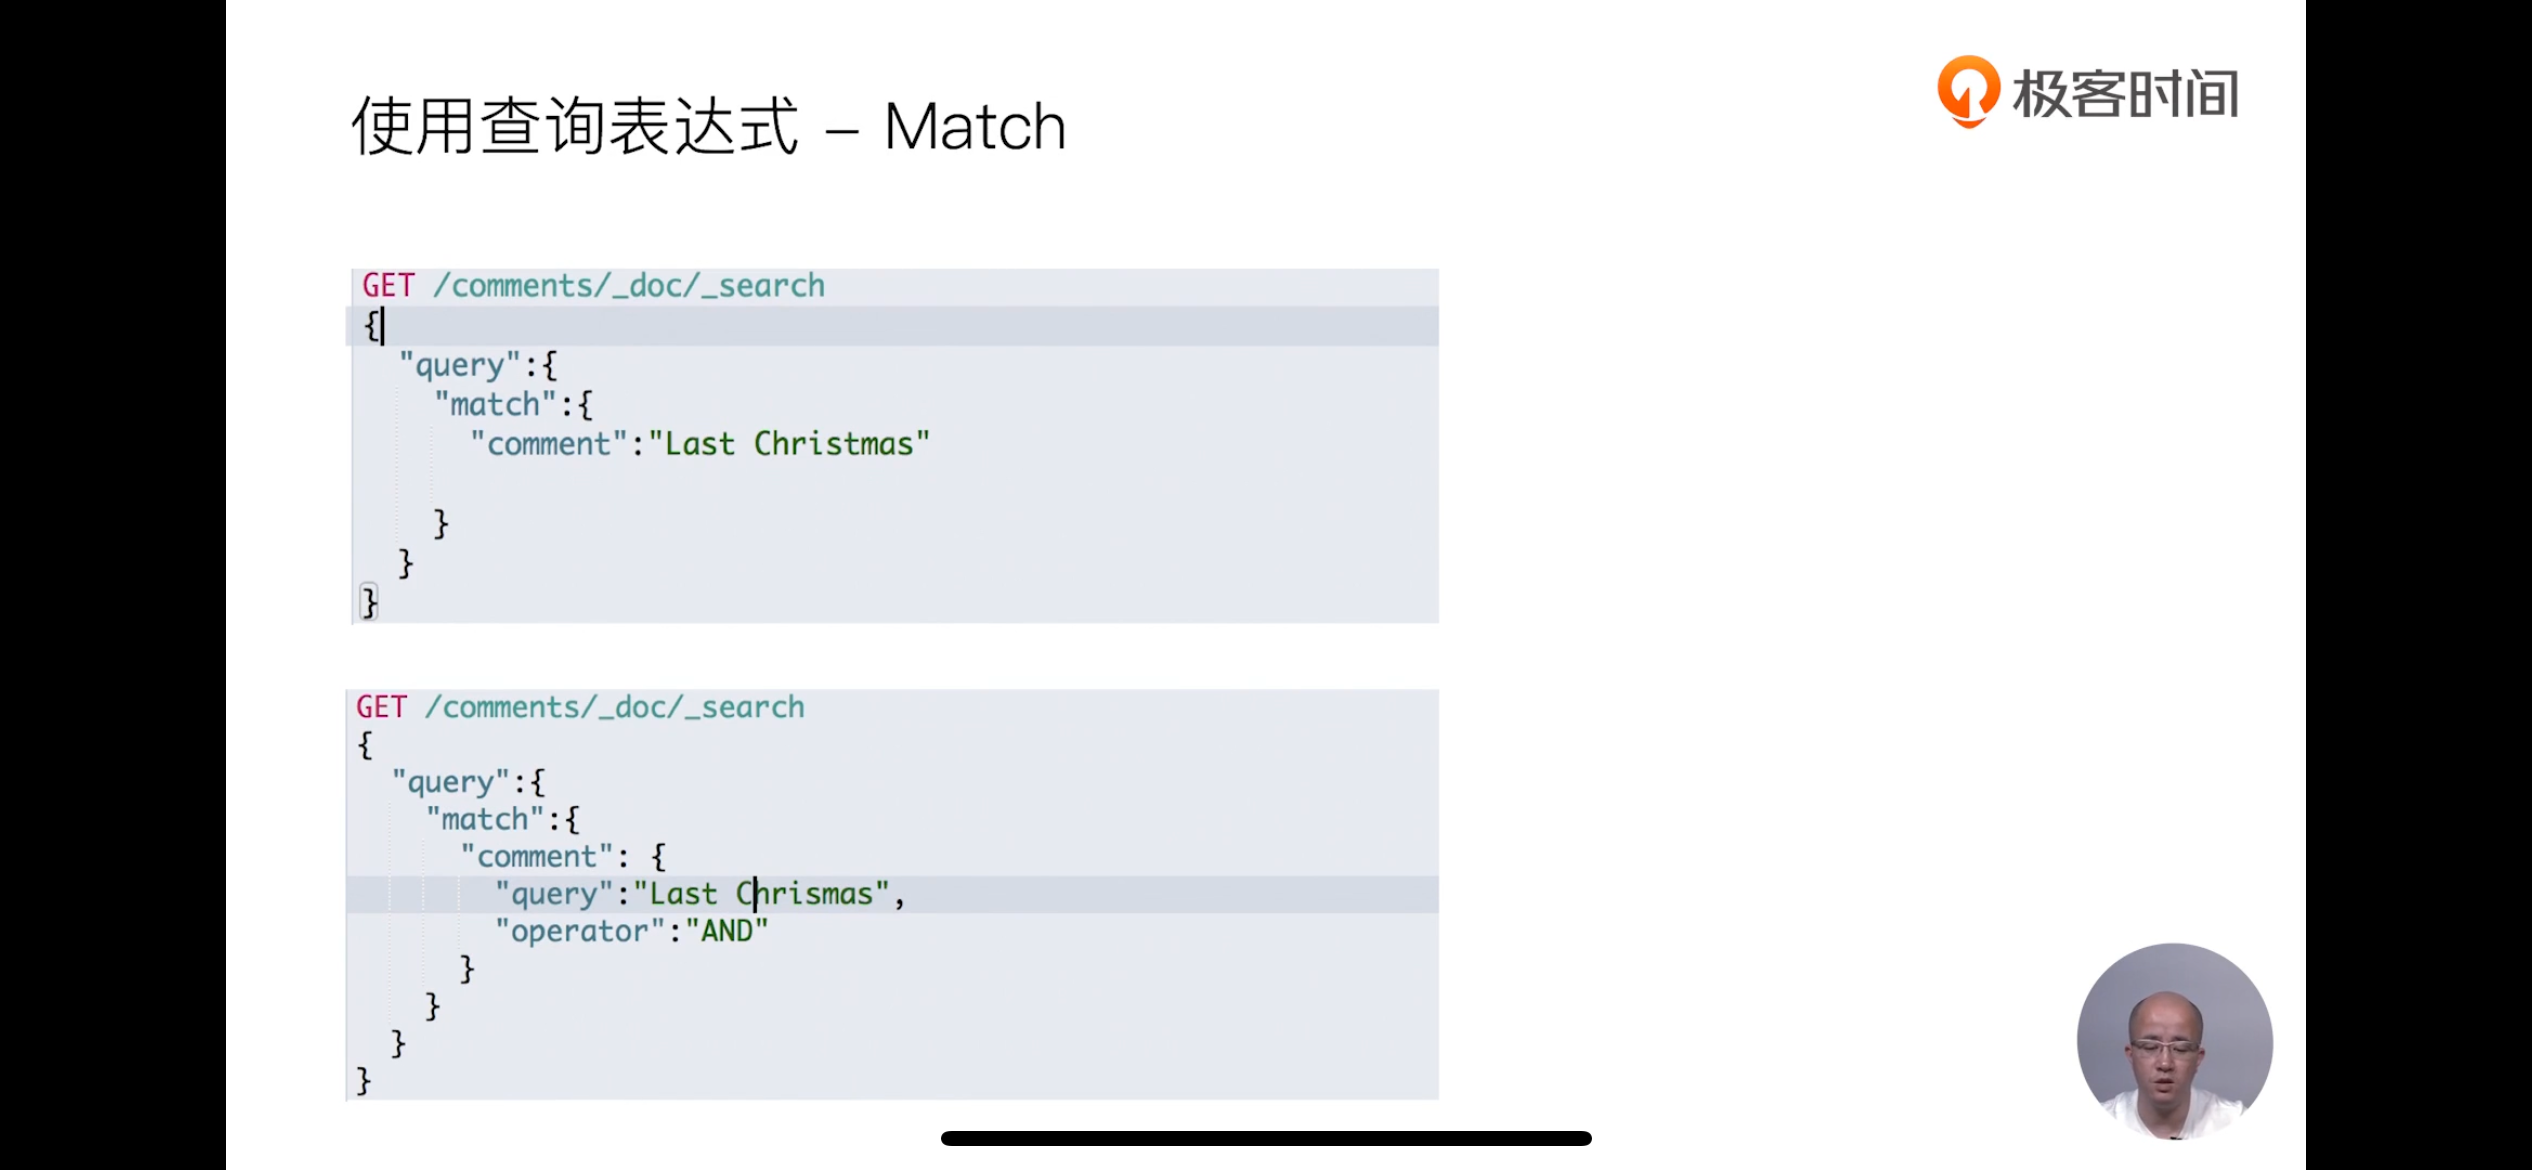 使用查询表达式 – Match
极客时间
GET /comments/_doc/_search
{
"query":{
"match":{
"comment":"Last Christmas"
}
}
}
GET /comments/_doc/_search
{
"query":{
"match":{
"comment": {
"query":"Last Chrismas",
"operator":"AND"
}
}
}
}